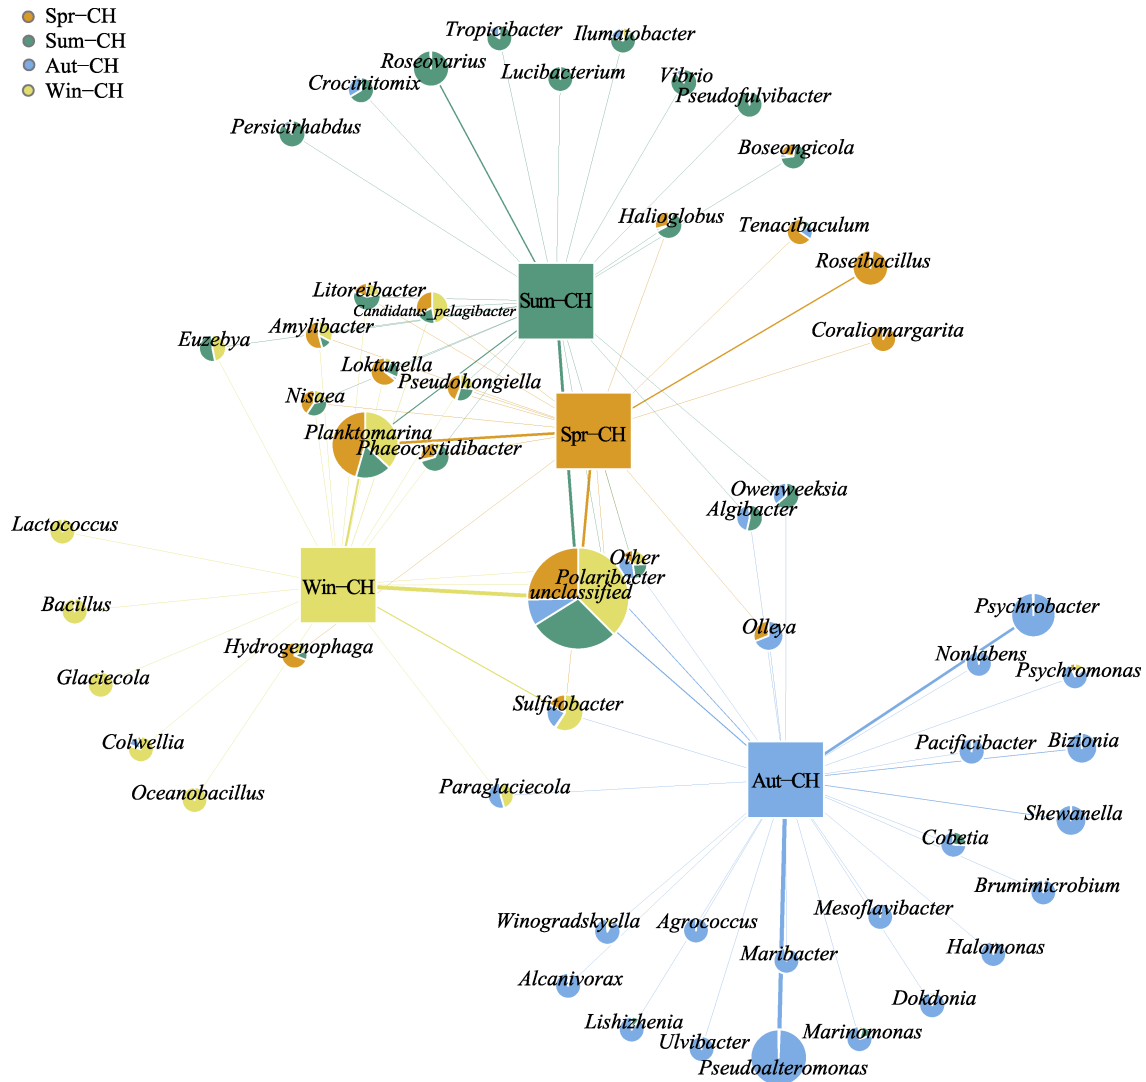 Spr−CH
Sum−CH
Aut−CH
Win−CH
Tropicibacter
Ilumatobacter
Roseovarius
Lucibacterium
Crocinitomix
Vibrio
Pseudofulvibacter
Persicirhabdus
Boseongicola
Halioglobus
Tenacibaculum
Roseibacillus
Litoreibacter
Sum−CH
Candidatus_pelagibacter
Amylibacter
Euzebya
Coraliomargarita
Loktanella
Pseudohongiella
Nisaea
Planktomarina
Spr−CH
Phaeocystidibacter
Owenweeksia
Algibacter
Lactococcus
Other
Polaribacter
Win−CH
unclassified
Bacillus
Psychrobacter
Olleya
Hydrogenophaga
Nonlabens
Psychromonas
Glaciecola
Sulfitobacter
Colwellia
Pacificibacter
Bizionia
Aut−CH
Paraglaciecola
Oceanobacillus
Shewanella
Cobetia
Brumimicrobium
Mesoflavibacter
Winogradskyella
Agrococcus
Halomonas
Maribacter
Alcanivorax
Dokdonia
Lishizhenia
Marinomonas
Ulvibacter
Pseudoalteromonas